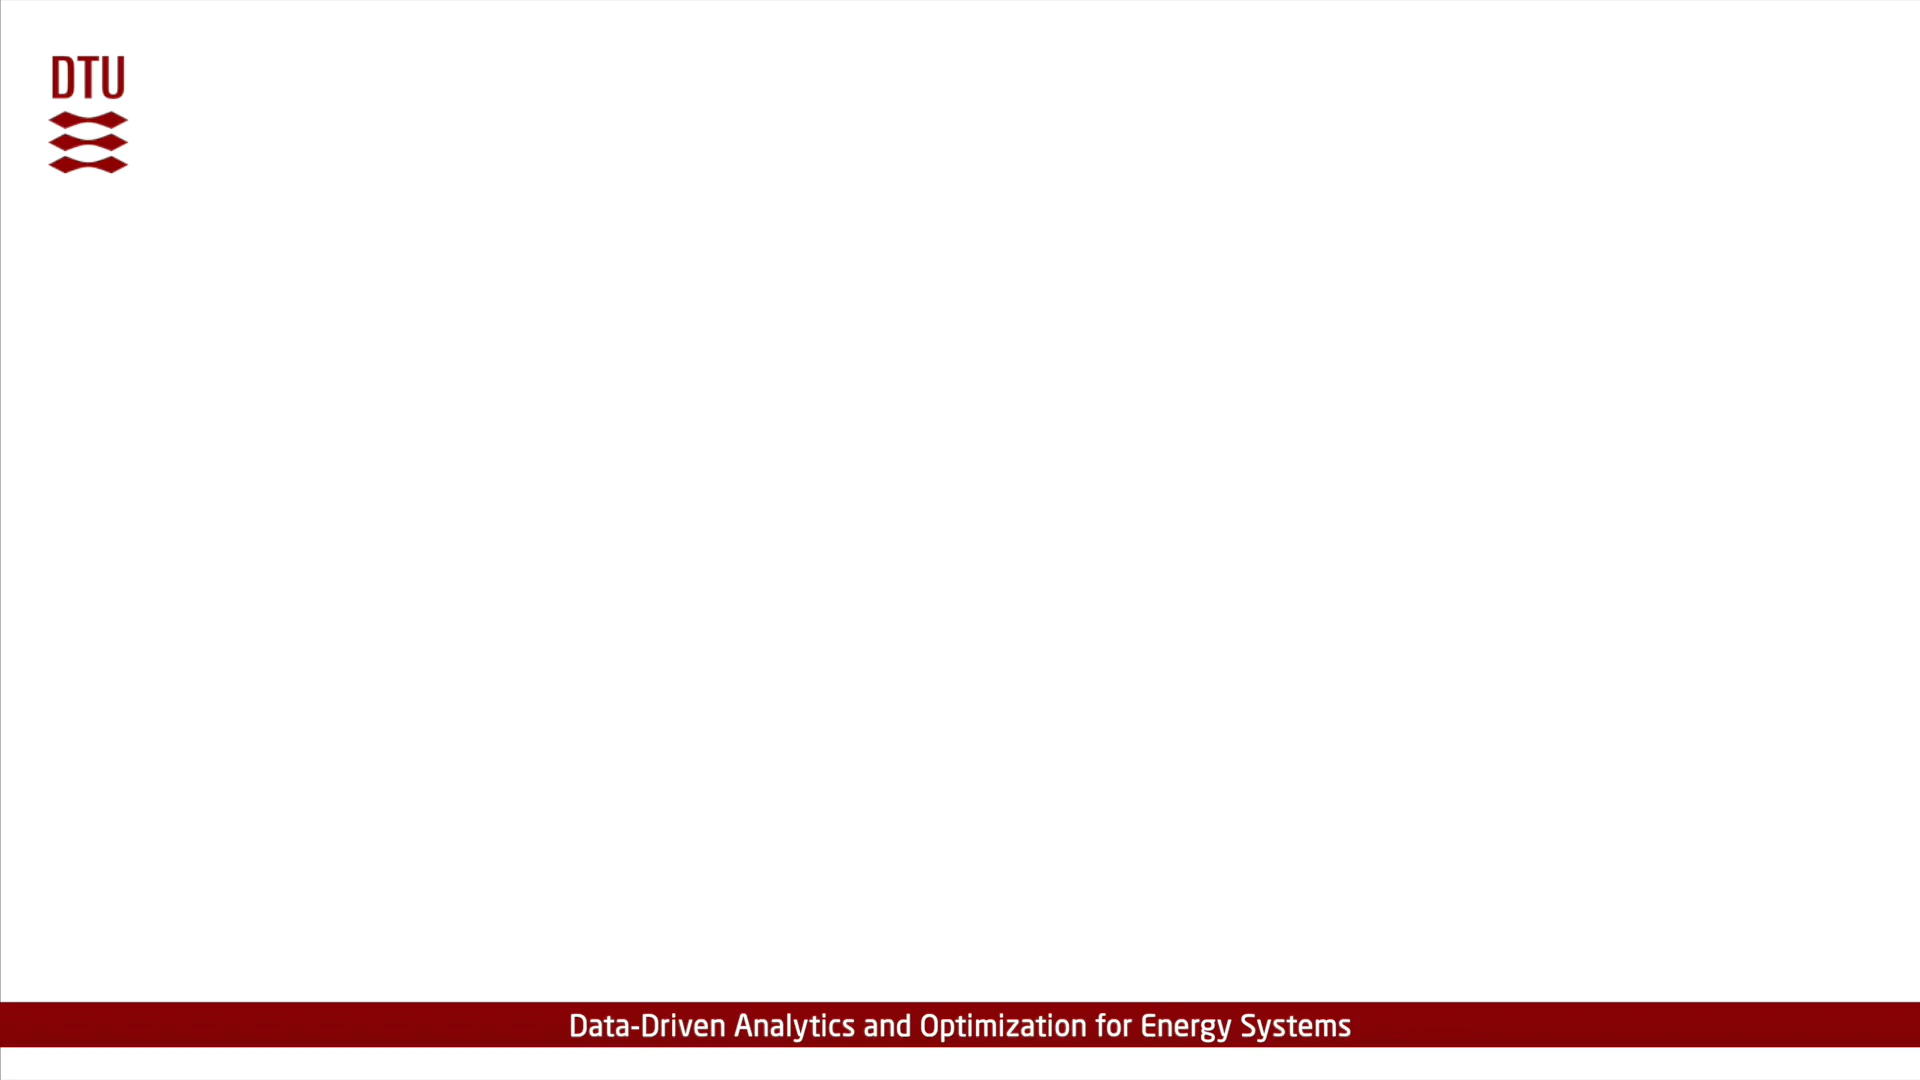 DTU
Data-Driven Analytics and Optimization for Energy Systems